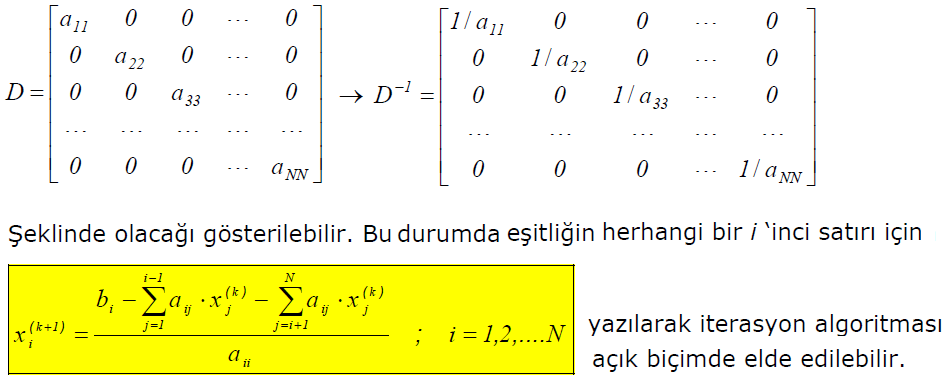 D = [ a11 0 0 ⋯ 0 ; 0 a22 0 ⋯ 0 ; 0 0 a33 ⋯ 0 ; ⋯ ⋯ ⋯ ⋯ ⋯ ; 0 0 0 ⋯ aNN ] → D⁻¹ = [ 1/a11 0 0 ⋯ 0 ; 0 1/a22 0 ⋯ 0 ; 0 0 1/a33 ⋯ 0 ; ⋯ ⋯ ⋯ ⋯ ⋯ ; 0 0 0 ⋯ 1/aNN ]
Şeklinde olacağı gösterilebilir. Bu durumda eşitliğin herhangi bir i ‘inci satırı için
x_i^(k+1) = ( b_i − ∑_{j=1}^{i−1} a_ij · x_j^(k) − ∑_{j=i+1}^{N} a_ij · x_j^(k) ) / a_ii ; i = 1,2,....N
yazılarak iterasyon algoritması
açık biçimde elde edilebilir.